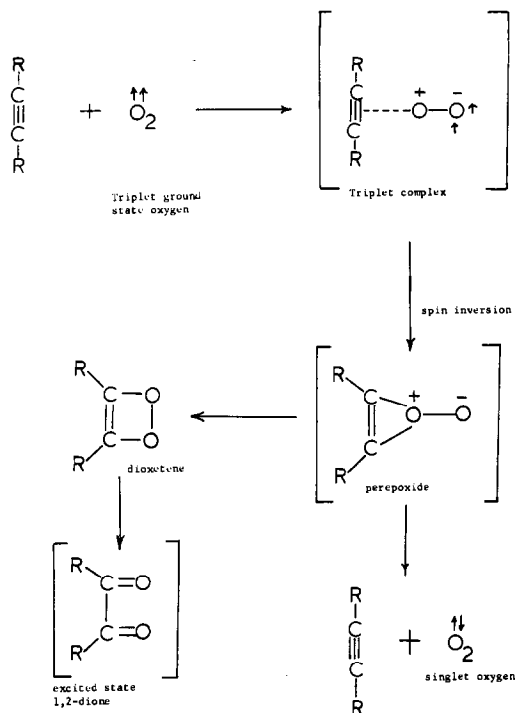 R
C
C
R
+
↑↑
O2
Triplet ground
state oxygen
R
C
C
R
+ −
O—O ↑
↑
Triplet complex
spin inversion
R
C
C
R
O
O
dioxetene
R
C
C
R
+ −
O—O
perepoxide
R
C=O
C=O
R
excited state
1,2-dione
R
C
C
R
+
↑↓
O2
singlet oxygen